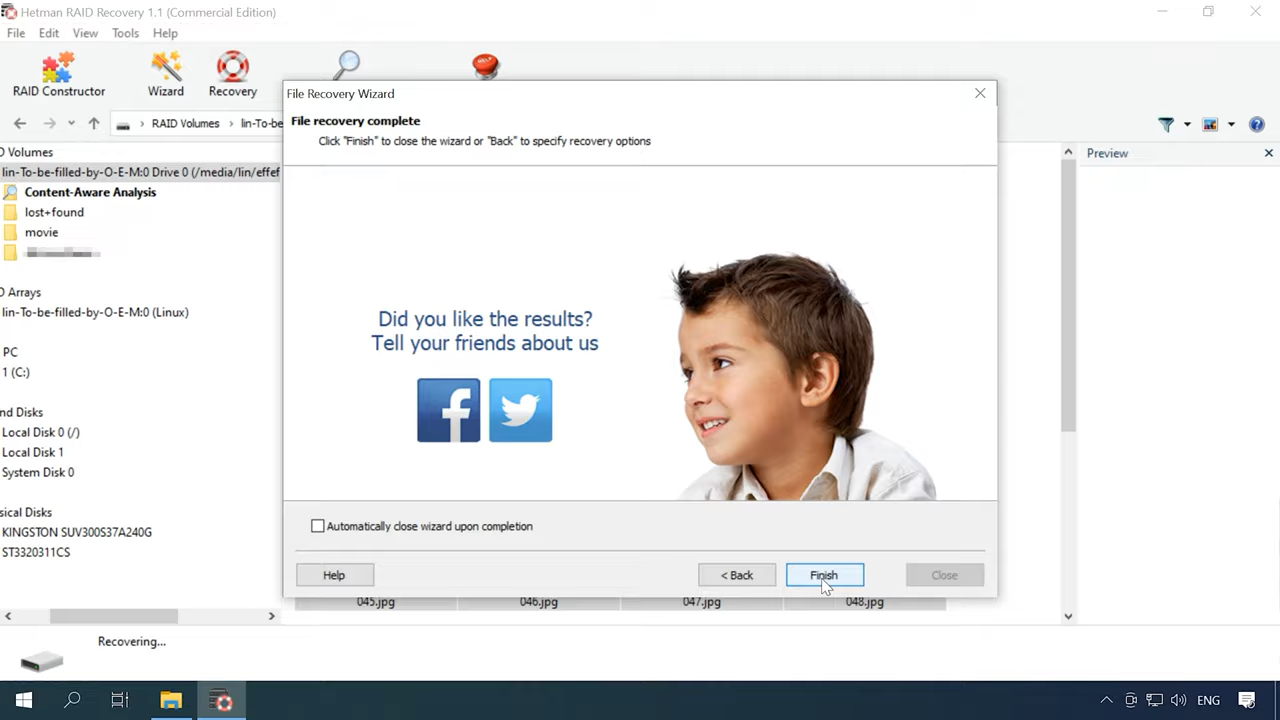 Hetman RAID Recovery 1.1 (Commercial Edition)
File Edit View Tools Help
RAID Constructor Wizard Recovery
HELP
RAID Volumes lin-To-be
File Recovery Wizard
File recovery complete
Click "Finish" to close the wizard or "Back" to specify recovery options
D Volumes
lin-To-be-filled-by-O-E-M:0 Drive 0 (/media/lin/effef
Content-Aware Analysis
lost+found
movie
D Arrays
lin-To-be-filled-by-O-E-M:0 (Linux)
PC
1 (C:)
nd Disks
Local Disk 0 (/)
Local Disk 1
System Disk 0
sical Disks
KINGSTON SUV300S37A240G
ST3320311CS
Preview
Did you like the results?
Tell your friends about us
f
Automatically close wizard upon completion
Help < Back Finish Close
045.jpg 046.jpg 047.jpg 048.jpg
Recovering...
ENG